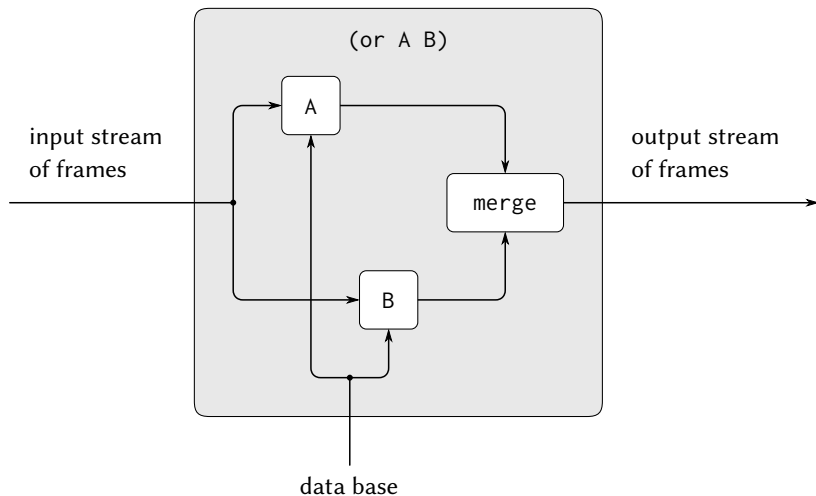 (or A B)
A
input stream
of frames
output stream
of frames
merge
B
data base